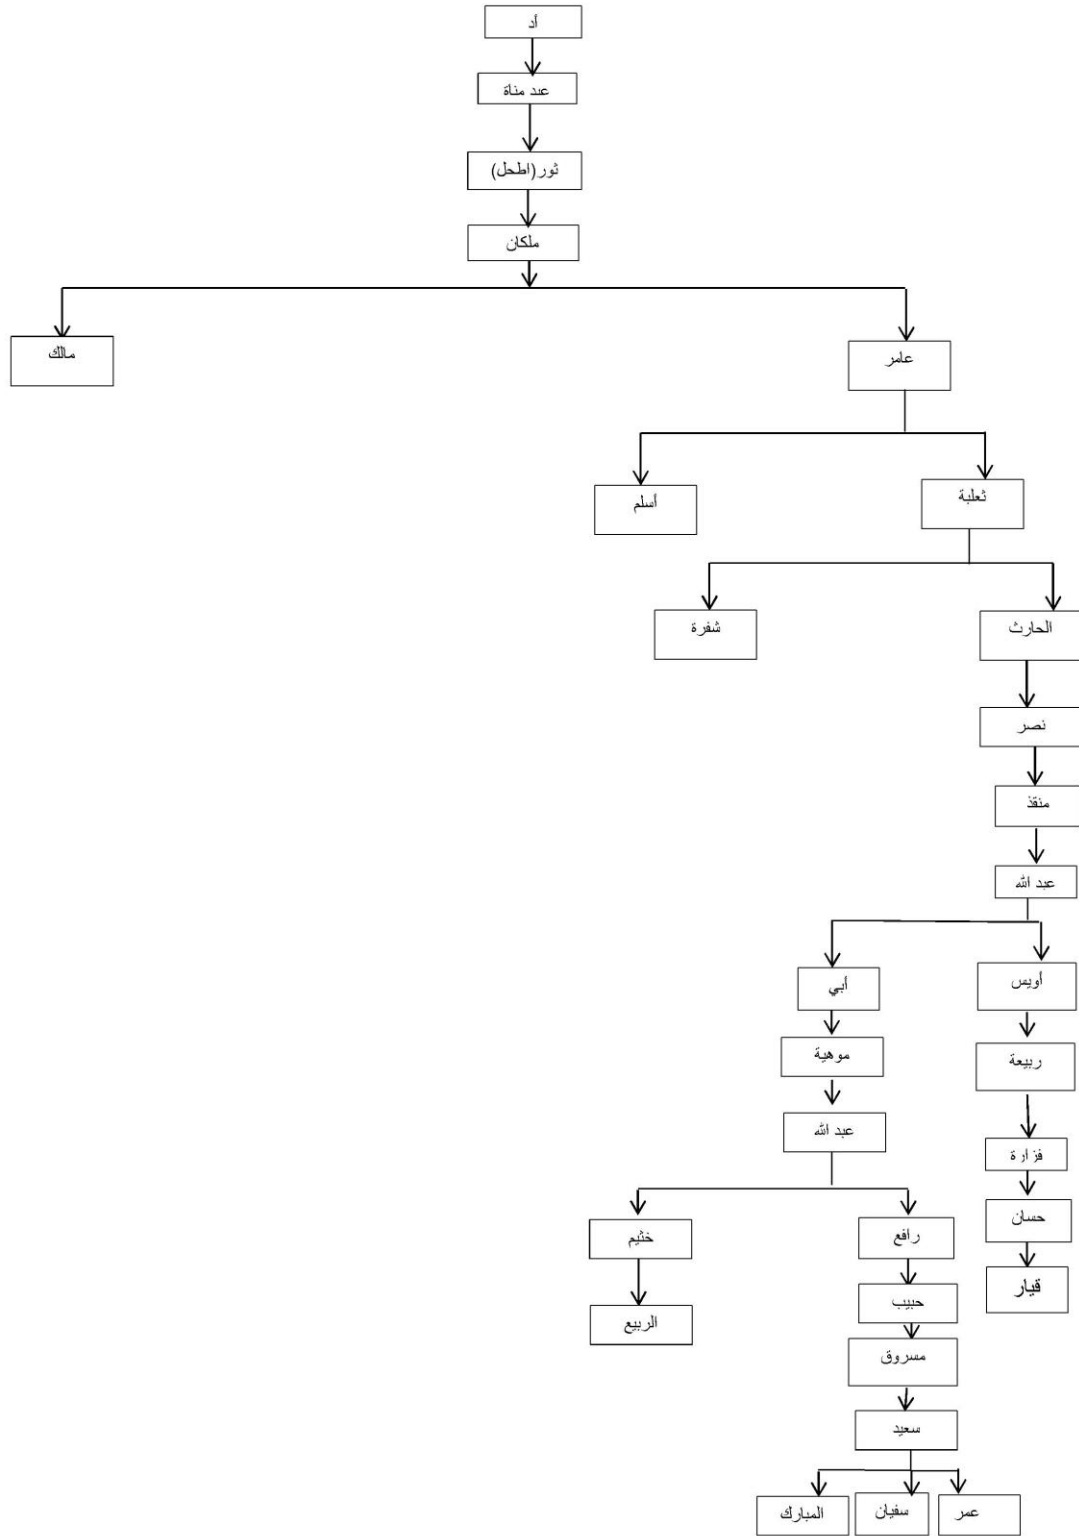 أد
عبد مناة
ثور(اطحل)
ملكان
عامر
مالك
ثعلبة
أسلم
الحارث
شفرة
نصر
منقذ
عبد الله
أويس
أبي
ربيعة
موهبة
عبد الله
فزارة
حسان
رافع
خثيم
قيار
حبيب
الربيع
مسروق
سعيد
عمر
سفيان
المبارك